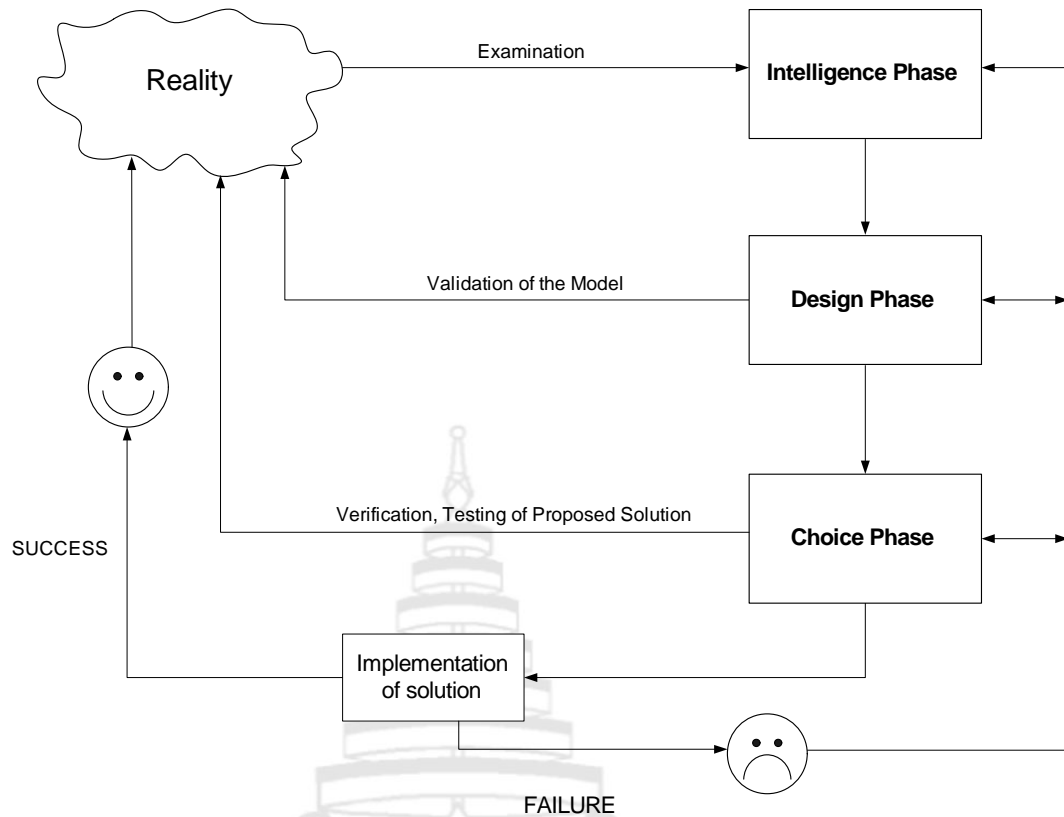 Examination
Reality
Intelligence Phase
Validation of the Model
Design Phase
Verification, Testing of Proposed Solution
Choice Phase
SUCCESS
Implementation
of solution
FAILURE